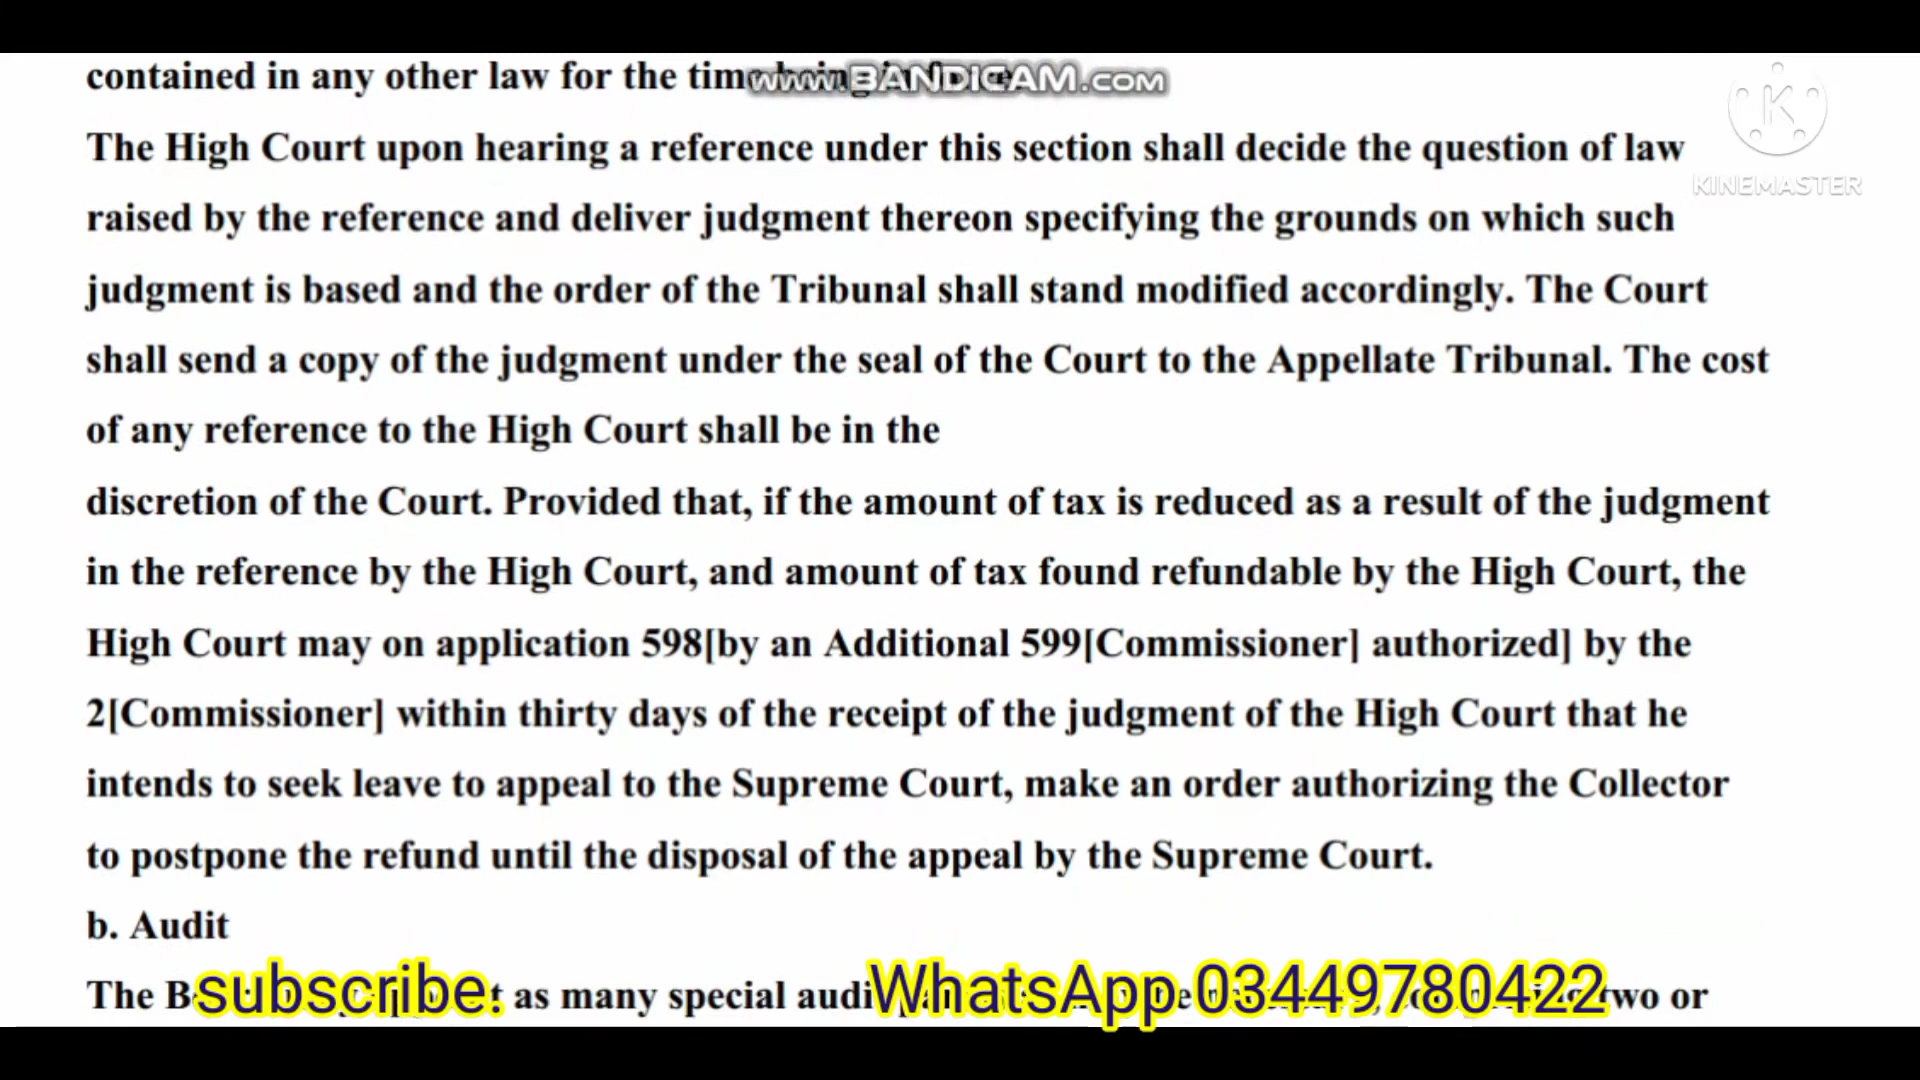 contained in any other law for the time being in
www.BANDICAM.com
The High Court upon hearing a reference under this section shall decide the question of law
KINEMASTER
raised by the reference and deliver judgment thereon specifying the grounds on which such
judgment is based and the order of the Tribunal shall stand modified accordingly. The Court
shall send a copy of the judgment under the seal of the Court to the Appellate Tribunal. The cost
of any reference to the High Court shall be in the
discretion of the Court. Provided that, if the amount of tax is reduced as a result of the judgment
in the reference by the High Court, and amount of tax found refundable by the High Court, the
High Court may on application 598[by an Additional 599[Commissioner] authorized] by the
2[Commissioner] within thirty days of the receipt of the judgment of the High Court that he
intends to seek leave to appeal to the Supreme Court, make an order authorizing the Collector
to postpone the refund until the disposal of the appeal by the Supreme Court.
b. Audit
The as many special two or
subscribe. WhatsApp 03449780422